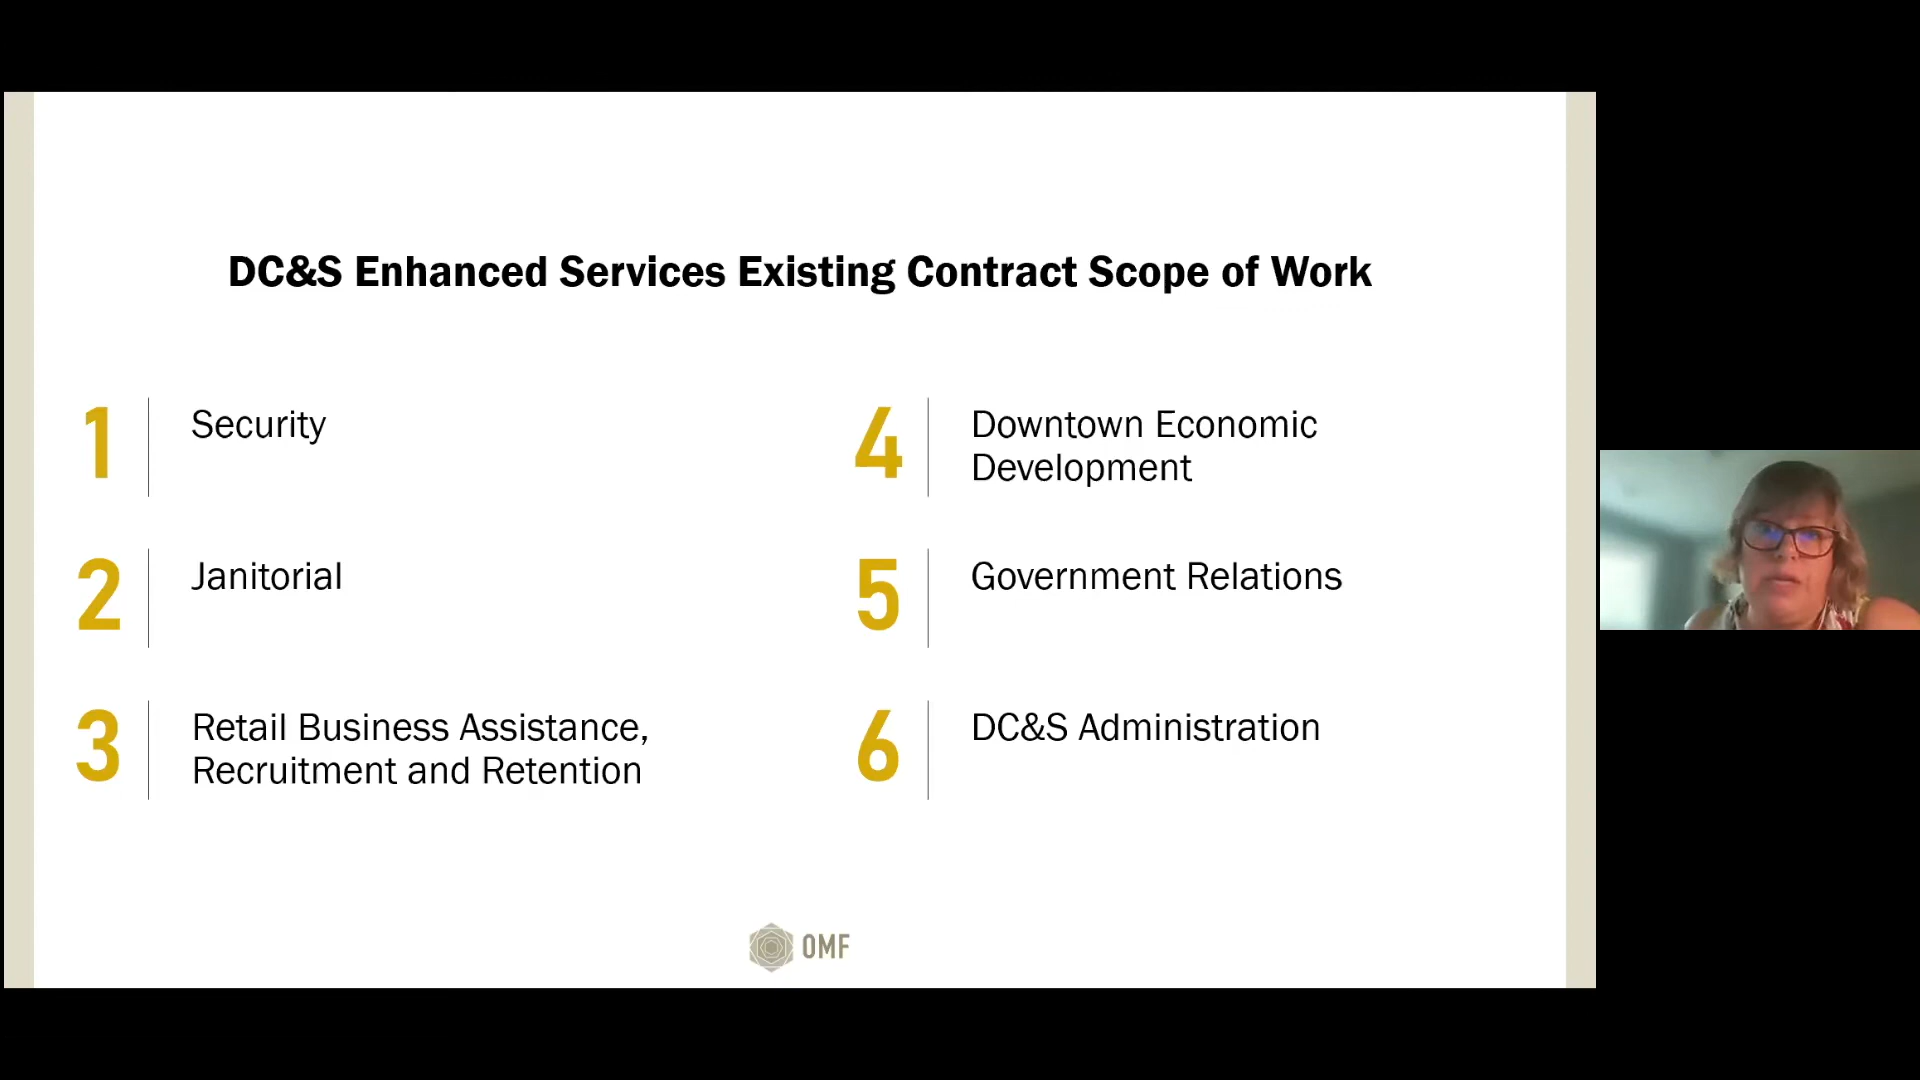 DC&S Enhanced Services Existing Contract Scope of Work
1
Security
2
Janitorial
3
Retail Business Assistance,
Recruitment and Retention
4
Downtown Economic
Development
5
Government Relations
6
DC&S Administration
OMF